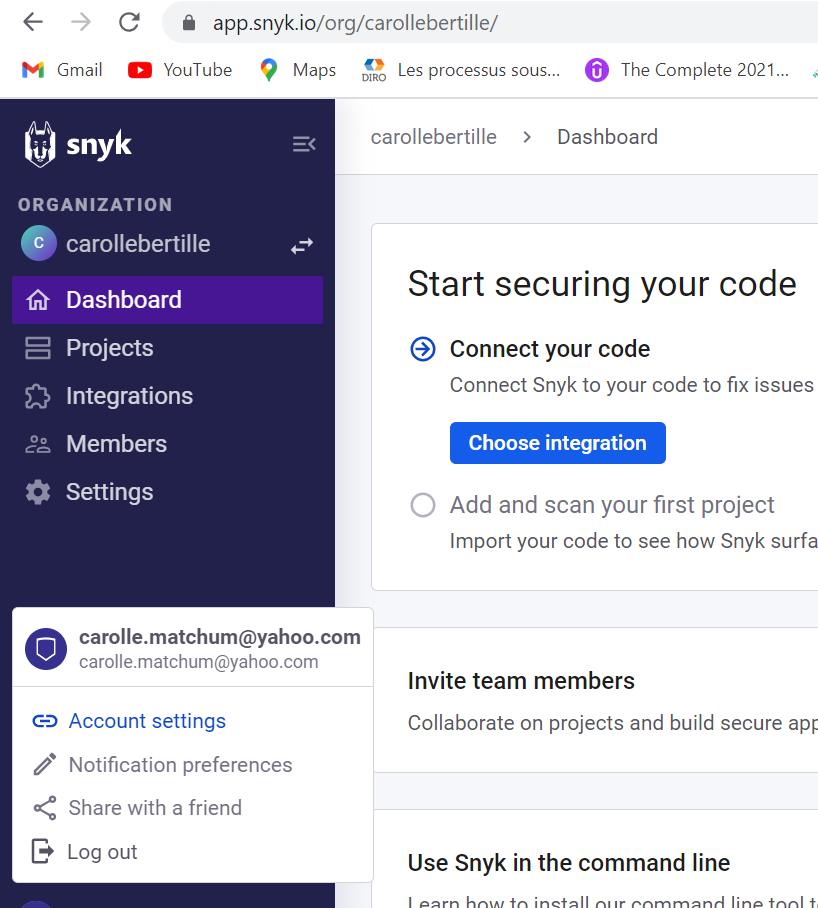 app.snyk.io/org/carollebertille/
Gmail
YouTube
Maps
DIRO
Les processus sous...
The Complete 2021...
snyk
carollebertille > Dashboard
ORGANIZATION
C
carollebertille
Dashboard
Projects
Integrations
Members
Settings
carolle.matchum@yahoo.com
carolle.matchum@yahoo.com
Account settings
Notification preferences
Share with a friend
Log out
Start securing your code
Connect your code
Connect Snyk to your code to fix issues
Choose integration
Add and scan your first project
Import your code to see how Snyk surfa
Invite team members
Collaborate on projects and build secure app
Use Snyk in the command line
Learn how to install our command line tool t